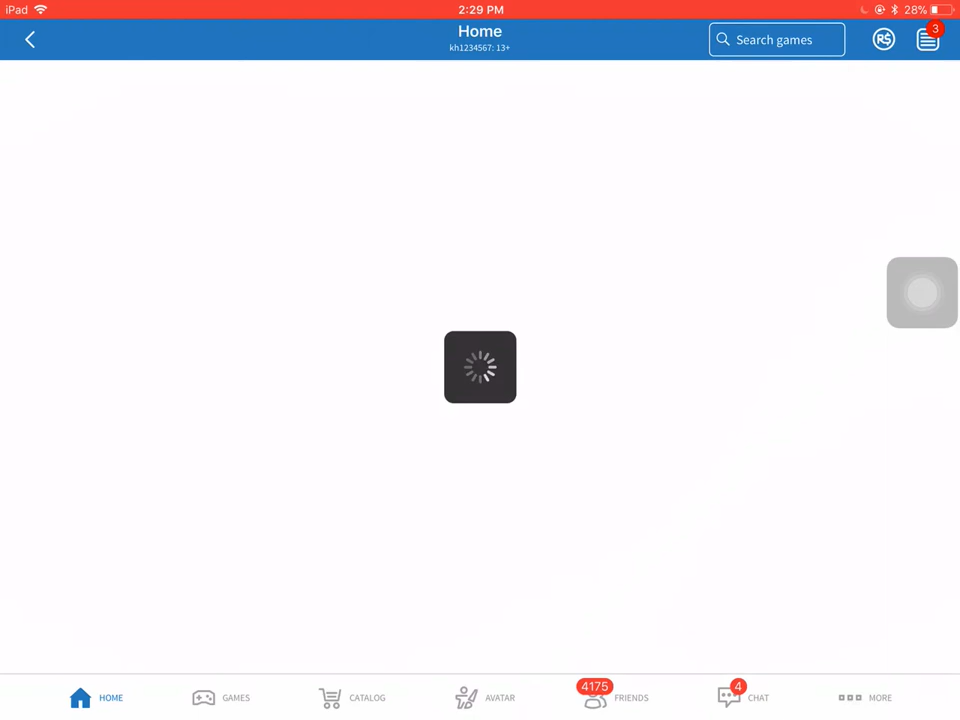 iPad 2:29 PM 28%
Home
kh1234567: 13+
Search games
R$
3
HOME
GAMES
CATALOG
AVATAR
4175
FRIENDS
4
CHAT
MORE